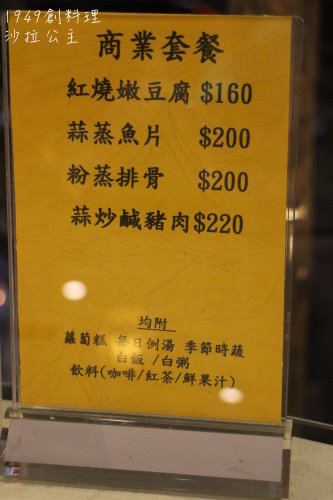 1949創料理
沙拉公主
商業套餐
紅燒嫩豆腐 $160
蒜蒸魚片 $200
粉蒸排骨 $200
蒜炒鹹豬肉 $220
均附
蘿蔔糕 每日例湯 季節時蔬
白飯/白粥
飲料(咖啡/紅茶/鮮果汁)